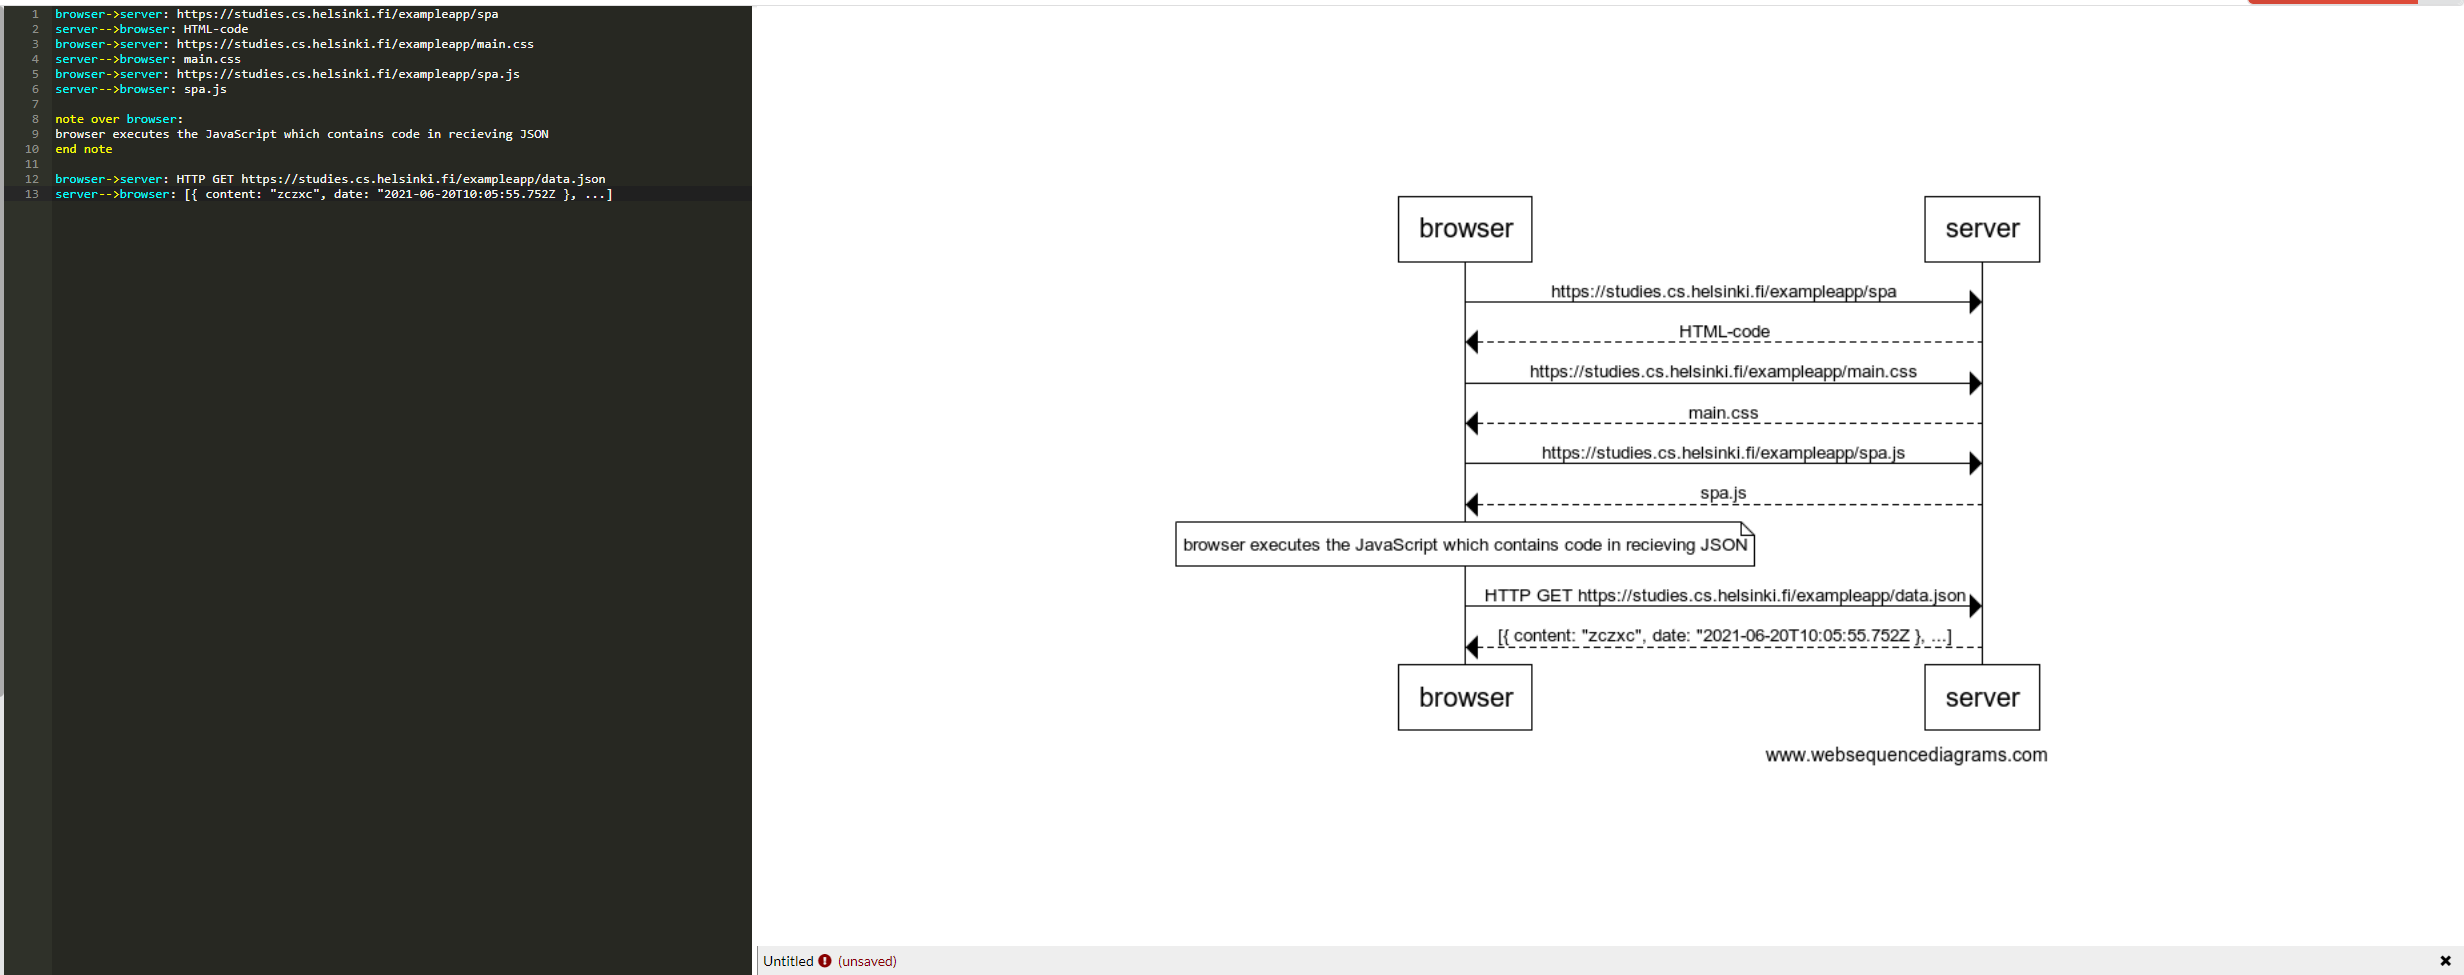 1 browser->server: https://studies.cs.helsinki.fi/exampleapp/spa
2 server-->browser: HTML-code
3 browser->server: https://studies.cs.helsinki.fi/exampleapp/main.css
4 server-->browser: main.css
5 browser->server: https://studies.cs.helsinki.fi/exampleapp/spa.js
6 server-->browser: spa.js
7
8 note over browser:
9 browser executes the JavaScript which contains code in recieving JSON
10 end note
11
12 browser->server: HTTP GET https://studies.cs.helsinki.fi/exampleapp/data.json
13 server-->browser: [{ content: "zczxc", date: "2021-06-20T10:05:55.752Z }, ...]
browser server
https://studies.cs.helsinki.fi/exampleapp/spa
HTML-code
https://studies.cs.helsinki.fi/exampleapp/main.css
main.css
https://studies.cs.helsinki.fi/exampleapp/spa.js
spa.js
browser executes the JavaScript which contains code in recieving JSON
HTTP GET https://studies.cs.helsinki.fi/exampleapp/data.json
[{ content: "zczxc", date: "2021-06-20T10:05:55.752Z }, ...]
browser server
www.websequencediagrams.com
Untitled (unsaved)